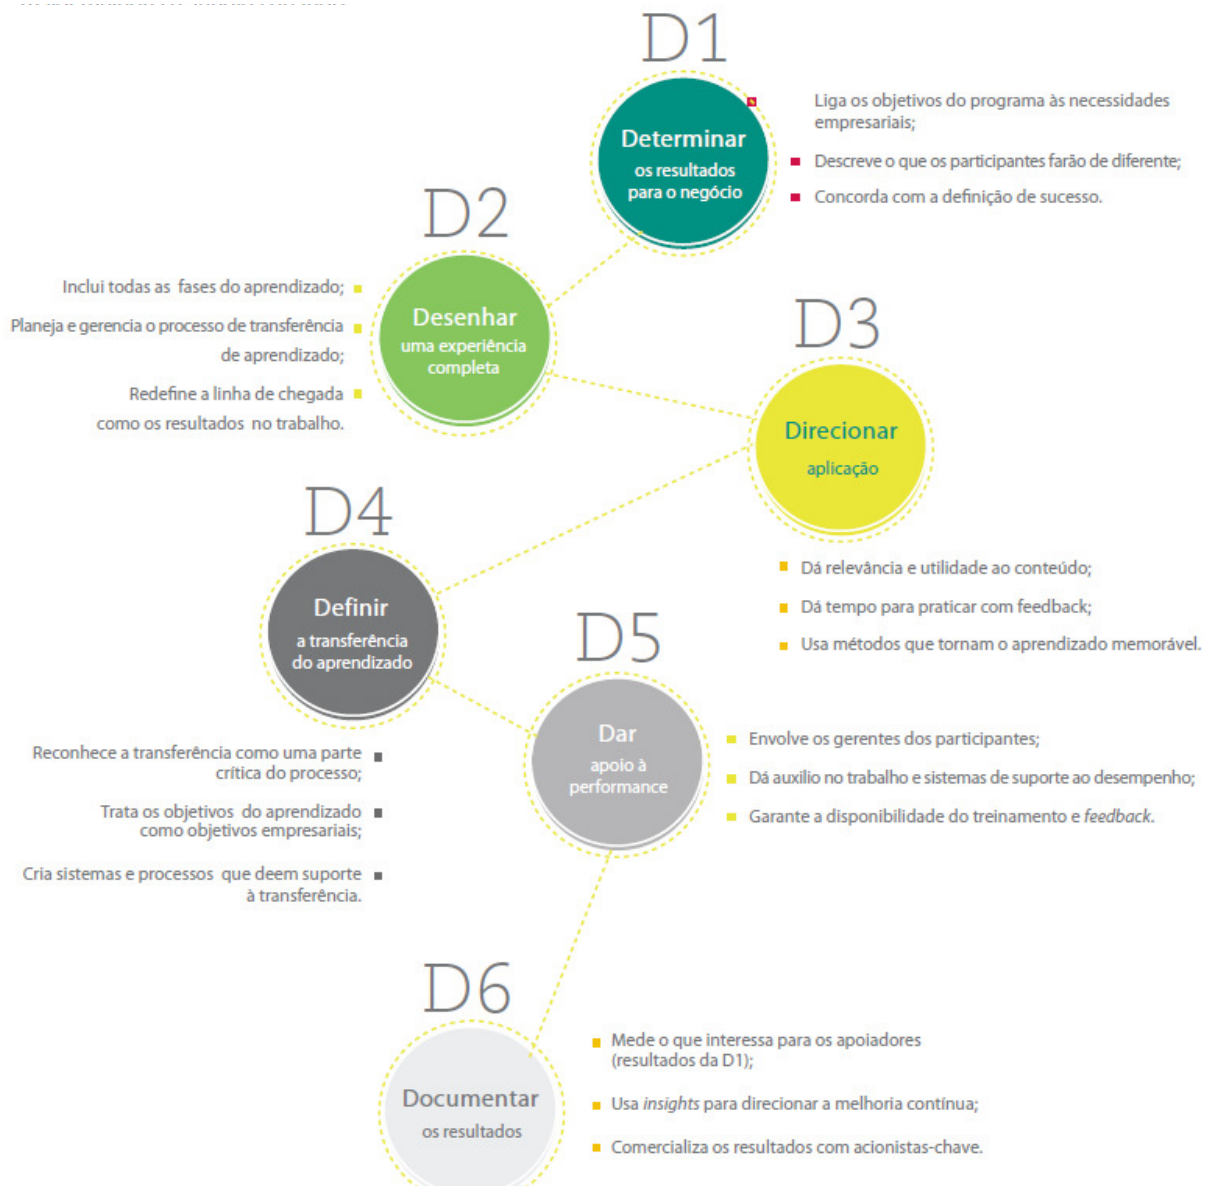 D1
Determinar
os resultados
para o negócio
Liga os objetivos do programa às necessidades
empresariais;
Descreve o que os participantes farão de diferente;
Concorda com a definição de sucesso.
D2
Desenhar
uma experiência
completa
Inclui todas as fases do aprendizado;
Planeja e gerencia o processo de transferência
de aprendizado;
Redefine a linha de chegada
como os resultados no trabalho.
D3
Direcionar
aplicação
Dá relevância e utilidade ao conteúdo;
Dá tempo para praticar com feedback;
Usa métodos que tornam o aprendizado memorável.
D4
Definir
a transferência
do aprendizado
Reconhece a transferência como uma parte
crítica do processo;
Trata os objetivos do aprendizado
como objetivos empresariais;
Cria sistemas e processos que deem suporte
à transferência.
D5
Dar
apoio à
performance
Envolve os gerentes dos participantes;
Dá auxilio no trabalho e sistemas de suporte ao desempenho;
Garante a disponibilidade do treinamento e feedback.
D6
Documentar
os resultados
Mede o que interessa para os apoiadores
(resultados da D1);
Usa insights para direcionar a melhoria contínua;
Comercializa os resultados com acionistas-chave.